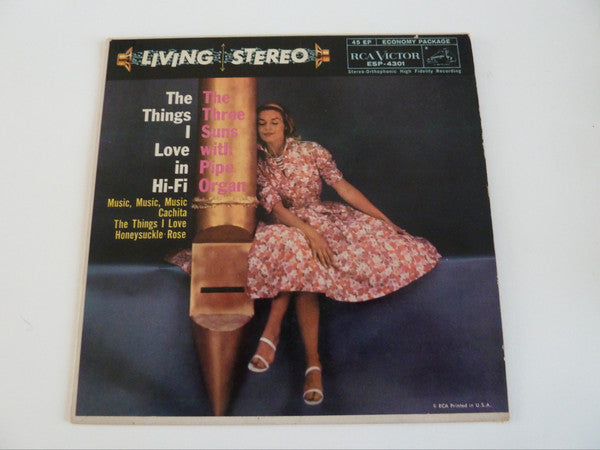 LIVING STEREO
45 EP ECONOMY PACKAGE
RCA VICTOR
ESP-4301
Stereo-Orthophonic High Fidelity Recording
The The
Things Three
I Suns
Love with
in Pipe
Hi-Fi Organ
Music, Music, Music
Cachita
The Things I Love
Honeysuckle Rose
© RCA Printed in U.S.A.